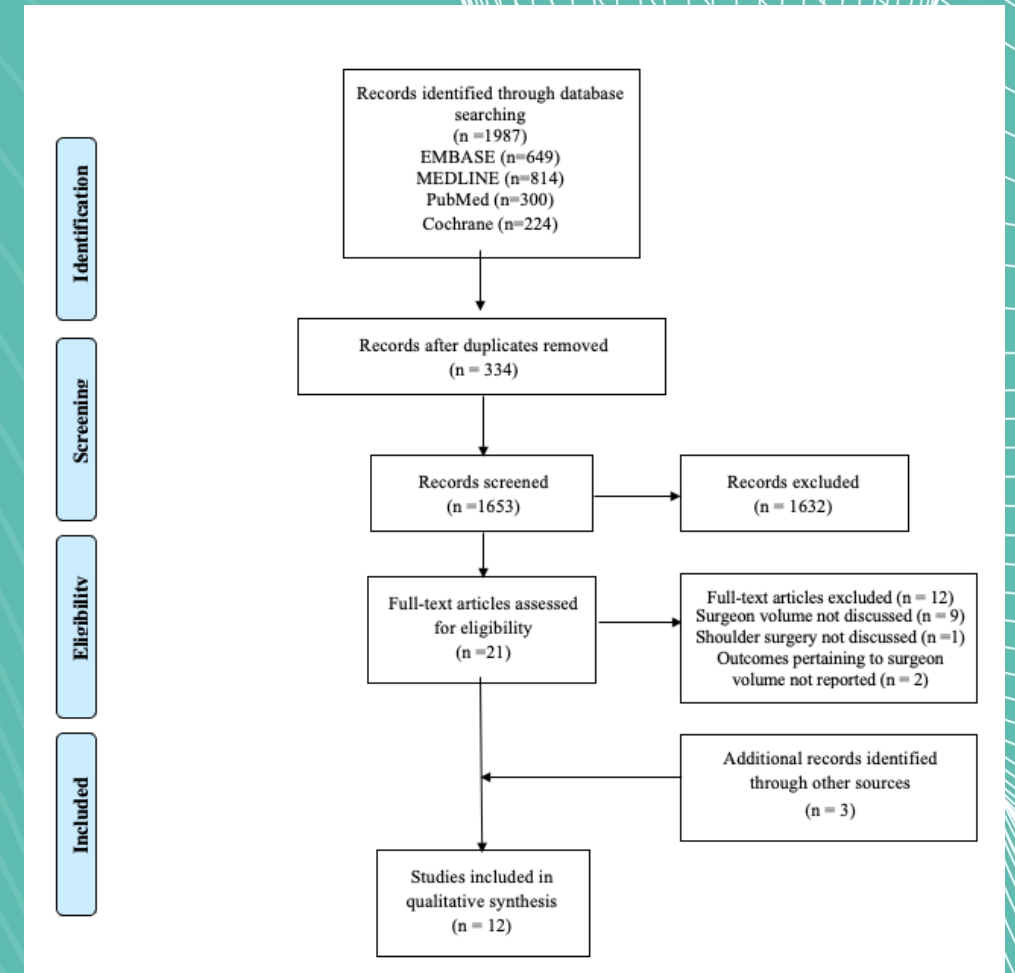 Records identified through database
searching
(n =1987)
EMBASE (n=649)
MEDLINE (n=814)
PubMed (n=300)
Cochrane (n=224)
Identification
Records after duplicates removed
(n = 334)
Screening
Records screened
(n =1653)
Records excluded
(n = 1632)
Eligibility
Full-text articles assessed
for eligibility
(n =21)
Full-text articles excluded (n = 12)
Surgeon volume not discussed (n = 9)
Shoulder surgery not discussed (n =1)
Outcomes pertaining to surgeon
volume not reported (n = 2)
Included
Additional records identified
through other sources
(n = 3)
Studies included in
qualitative synthesis
(n = 12)